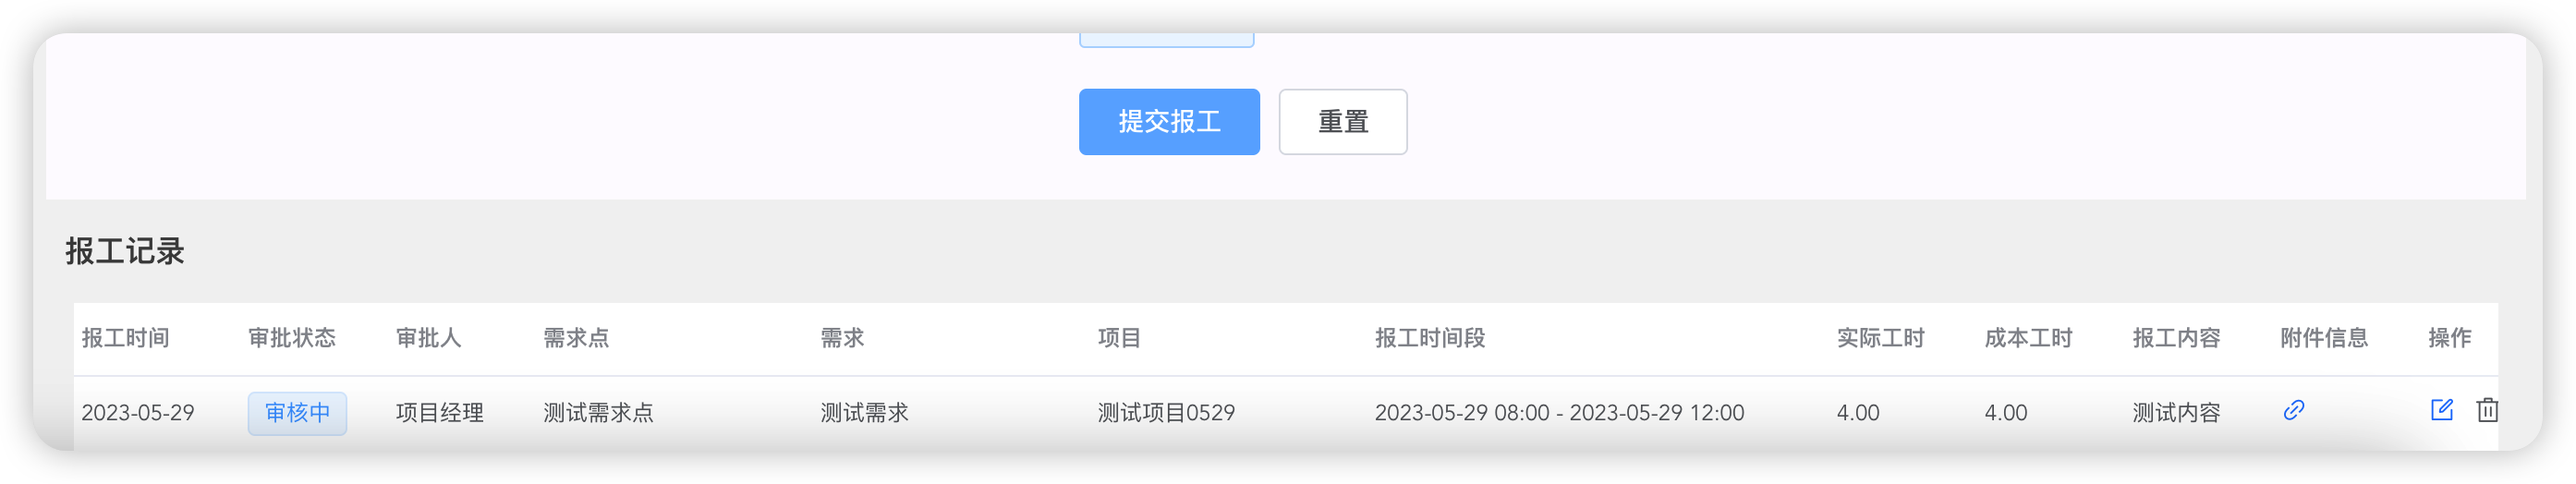 提交报工 重置
报工记录
报工时间 审批状态 审批人 需求点 需求 项目 报工时间段 实际工时 成本工时 报工内容 附件信息 操作
2023-05-29 审核中 项目经理 测试需求点 测试需求 测试项目0529 2023-05-29 08:00 - 2023-05-29 12:00 4.00 4.00 测试内容